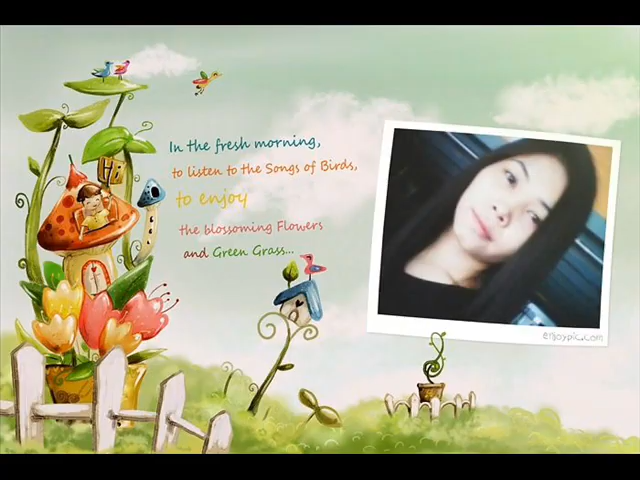 In the fresh morning,
to listen to the Songs of Birds,
to enjoy
the blossoming Flowers
and Green Grass...
enjoypic.com